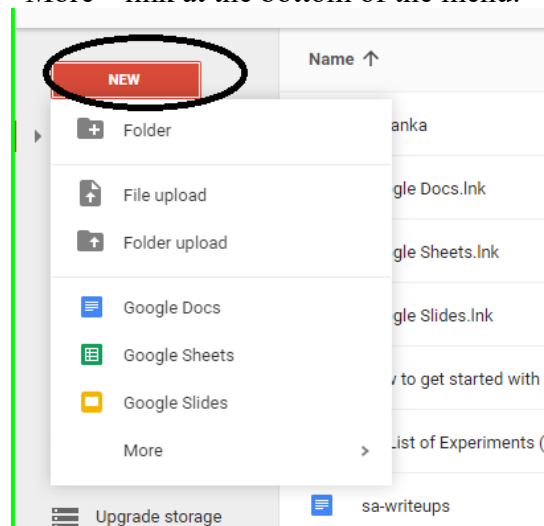 More" link at the bottom of the menu.
NEW
Name ↑
Folder
anka
File upload
gle Docs.lnk
Folder upload
gle Sheets.lnk
Google Docs
gle Slides.lnk
Google Sheets
to get started with
Google Slides
List of Experiments (
More >
Upgrade storage
sa-writeups